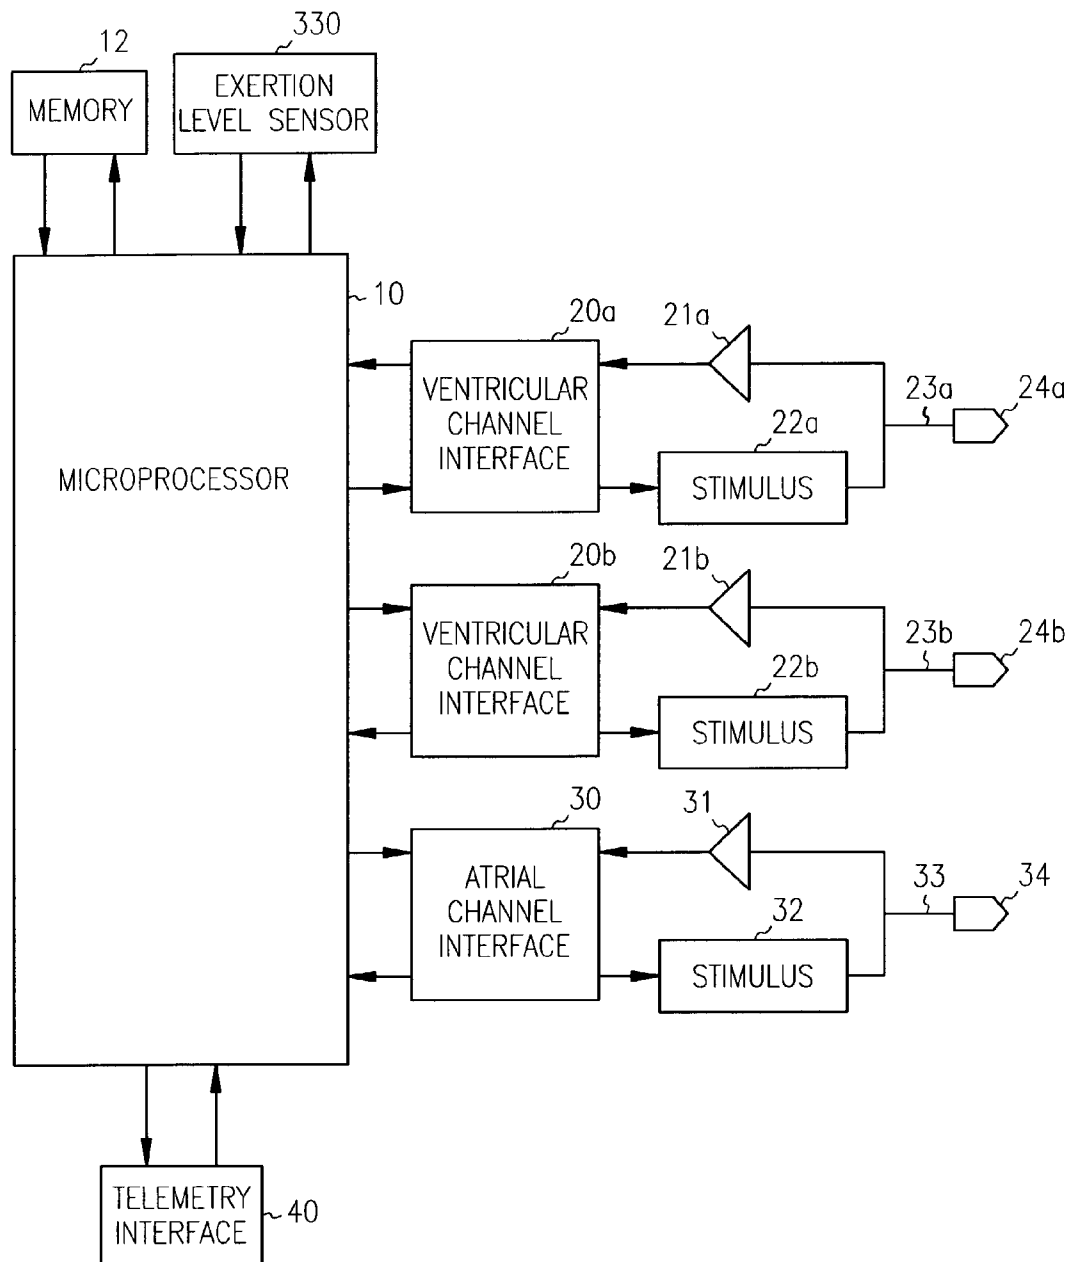 12
330
MEMORY
EXERTION
LEVEL SENSOR
10
MICROPROCESSOR
20a
21a
VENTRICULAR
CHANNEL
INTERFACE
22a
STIMULUS
23a
24a
20b
21b
VENTRICULAR
CHANNEL
INTERFACE
22b
STIMULUS
23b
24b
30
31
ATRIAL
CHANNEL
INTERFACE
32
STIMULUS
33
34
TELEMETRY
INTERFACE
40